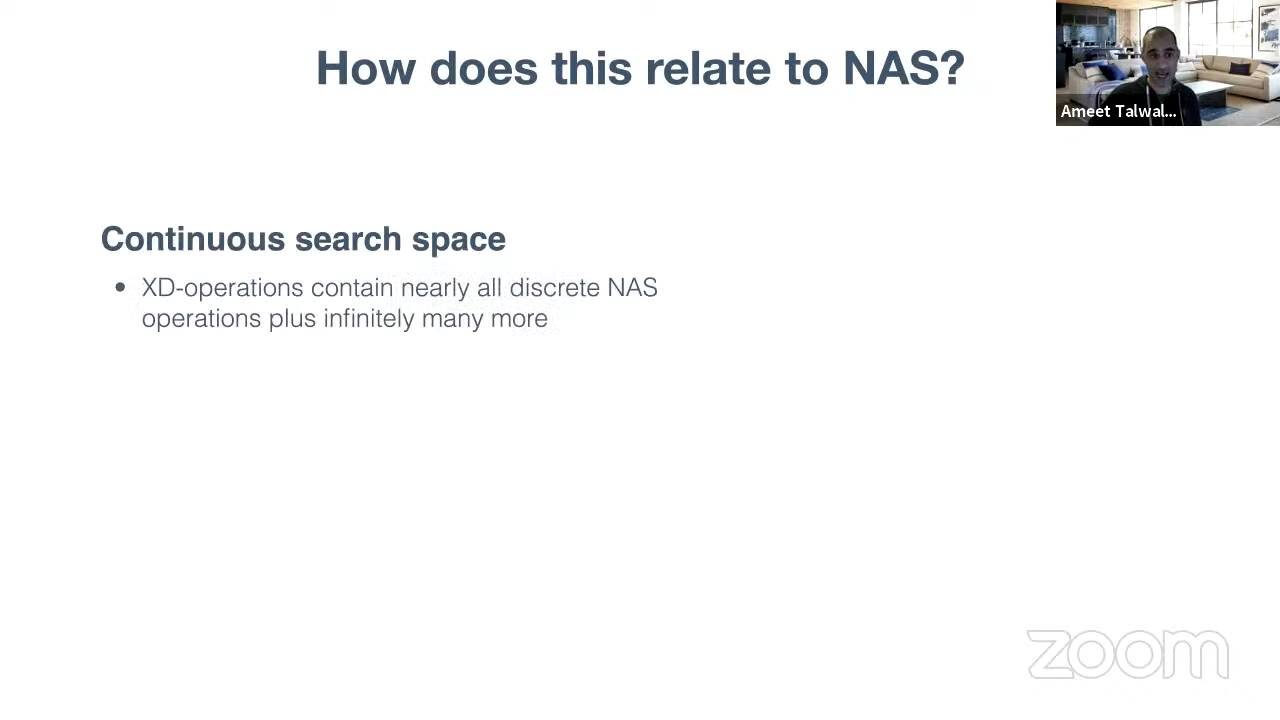 How does this relate to NAS?
Ameet Talwal...
Continuous search space
• XD-operations contain nearly all discrete NAS
operations plus infinitely many more
zoom